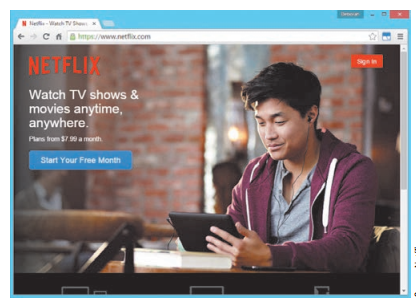 Netflix - Watch TV Shows
https://www.netflix.com
NETFLIX
Sign In
Watch TV shows &
movies anytime,
anywhere.
Plans from $7.99 a month.
Start Your Free Month